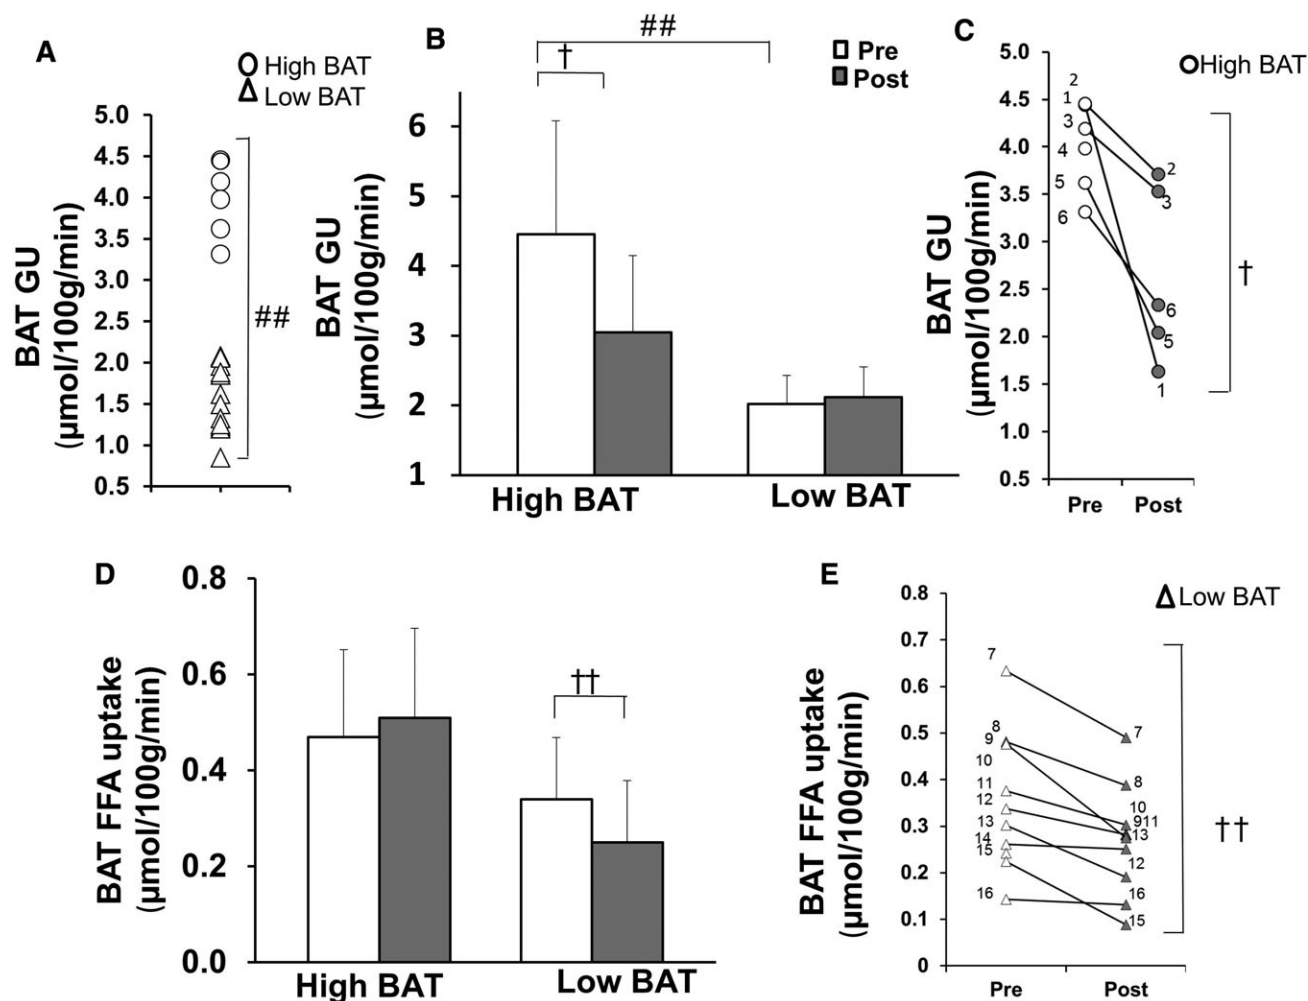 A
High BAT
Low BAT
BAT GU
(µmol/100g/min)
5.0
4.5
4.0
3.5
3.0
2.5
2.0
1.5
1.0
0.5
##
B
##
†
Pre
Post
BAT GU
(µmol/100g/min)
6
5
4
3
2
1
High BAT
Low BAT
C
High BAT
BAT GU
(µmol/100g/min)
5.0
4.5
4.0
3.5
3.0
2.5
2.0
1.5
1.0
0.5
2
1
3
4
5
6
2
3
6
5
1
†
Pre
Post
D
BAT FFA uptake
(µmol/100g/min)
0.8
0.6
0.4
0.2
0.0
††
High BAT
Low BAT
E
Low BAT
BAT FFA uptake
(µmol/100g/min)
0.8
0.7
0.6
0.5
0.4
0.3
0.2
0.1
0
7
8
9
10
11
12
13
14
15
16
7
8
10
911
13
12
16
15
††
Pre
Post